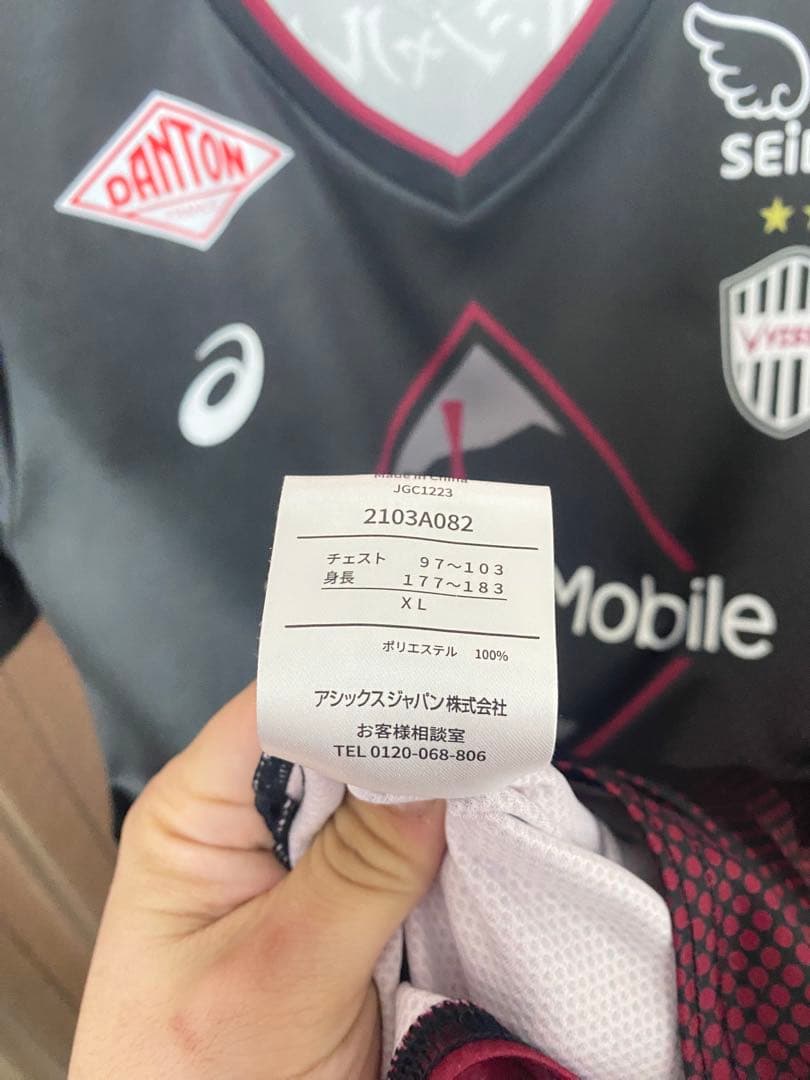 DANTON
FRANCE
SEI
Made in China
JGC1223
2103A082
チェスト 97～103
身長 177～183
XL
ポリエステル 100%
アシックスジャパン株式会社
お客様相談室
TEL 0120-068-806
Mobile